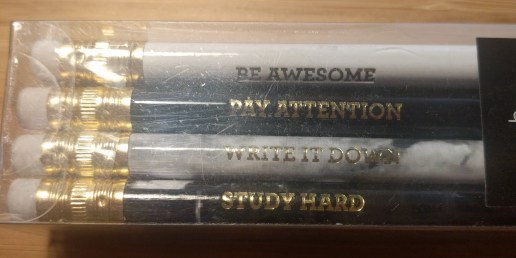 BE AWESOME
PAY ATTENTION
WRITE IT DOWN
STUDY HARD